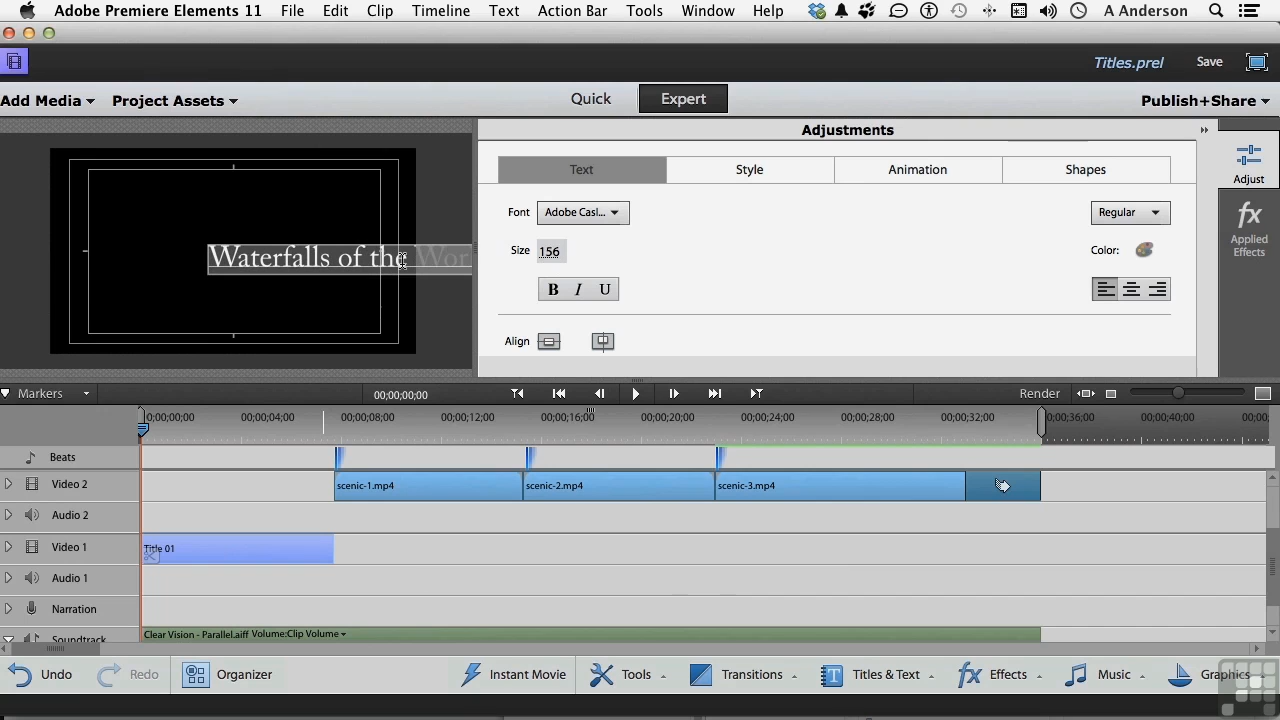 Adobe Premiere Elements 11 File Edit Clip Timeline Text Action Bar Tools Window Help A Anderson
Titles.prel Save
Add Media Project Assets Quick Expert Publish+Share
Adjustments
Text Style Animation Shapes
Adjust
Font Adobe Casl... Regular
Size 156 Color:
fx
Applied
Effects
Waterfalls of the Wor
B I U
Align
Markers 00;00;00;00 Render
0;00;00;00 00;00;04;00 00;00;08;00 00;00;12;00 00;00;16;00 00;00;20;00 00;00;24;00 00;00;28;00 00;00;32;00 00;00;36;00 00;00;40;00 00;00;
Beats
Video 2 scenic-1.mp4 scenic-2.mp4 scenic-3.mp4
Audio 2
Video 1 Title 01
Audio 1
Narration
Soundtrack Clear Vision - Parallel.aiff Volume:Clip Volume
Undo Redo Organizer Instant Movie Tools Transitions T Titles & Text fx Effects Music Graphics